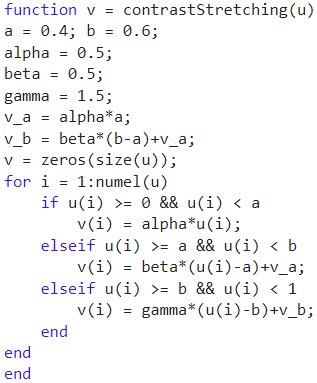 function v = contrastStretching(u)
a = 0.4; b = 0.6;
alpha = 0.5;
beta = 0.5;
gamma = 1.5;
v_a = alpha*a;
v_b = beta*(b-a)+v_a;
v = zeros(size(u));
for i = 1:numel(u)
    if u(i) >= 0 && u(i) < a
        v(i) = alpha*u(i);
    elseif u(i) >= a && u(i) < b
        v(i) = beta*(u(i)-a)+v_a;
    elseif u(i) >= b && u(i) < 1
        v(i) = gamma*(u(i)-b)+v_b;
    end
end
end